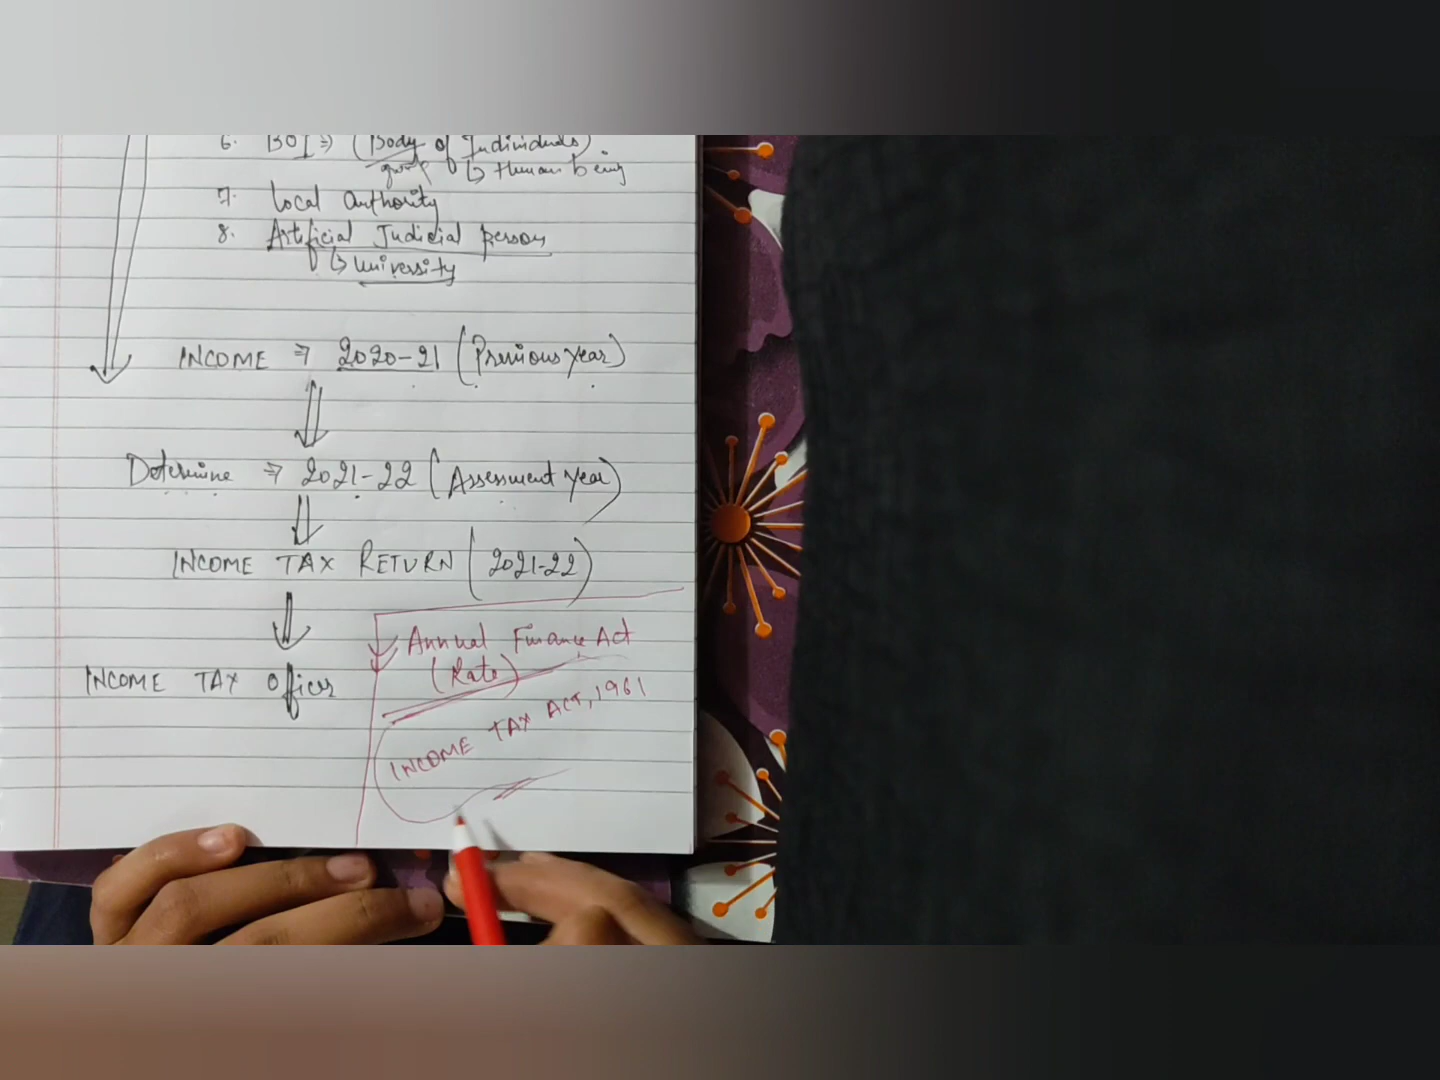 6. BOI ⇒ (Body of Individuals)
↳ Human being
7. Local authority
8. Artificial Judicial person
↳ University
INCOME ⇒ 2020-21 (Previous year)
Determine ⇒ 2021-22 (Assessment year)
INCOME TAX RETURN (2021-22)
Annual Finance Act
(Rate)
INCOME TAX officer
INCOME TAX ACT, 1961